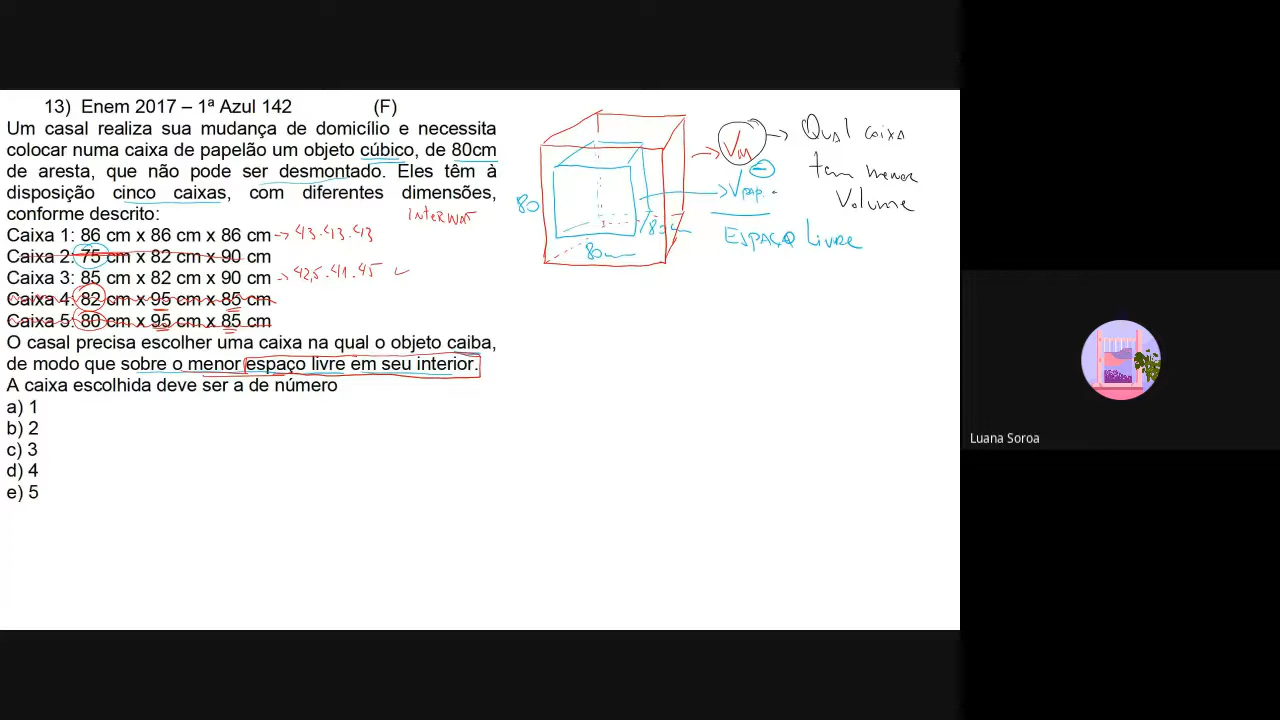 13) Enem 2017 – 1ª Azul 142 (F)
Um casal realiza sua mudança de domicílio e necessita
colocar numa caixa de papelão um objeto cúbico, de 80cm
de aresta, que não pode ser desmontado. Eles têm à
disposição cinco caixas, com diferentes dimensões,
conforme descrito:
INTERNAS
Caixa 1: 86 cm x 86 cm x 86 cm → 43.43.43
Caixa 2: 75 cm x 82 cm x 90 cm
Caixa 3: 85 cm x 82 cm x 90 cm → 42,5.41.45 ✓
Caixa 4: 82 cm x 95 cm x 85 cm
Caixa 5: 80 cm x 95 cm x 85 cm
O casal precisa escolher uma caixa na qual o objeto caiba,
de modo que sobre o menor espaço livre em seu interior.
A caixa escolhida deve ser a de número
a) 1
b) 2
c) 3
d) 4
e) 5
80
80cm
80cm
→ Qual caixa
tem menor
Volume
−
→ Vpap.
ESPAÇO LIVRE
Luana Soroa